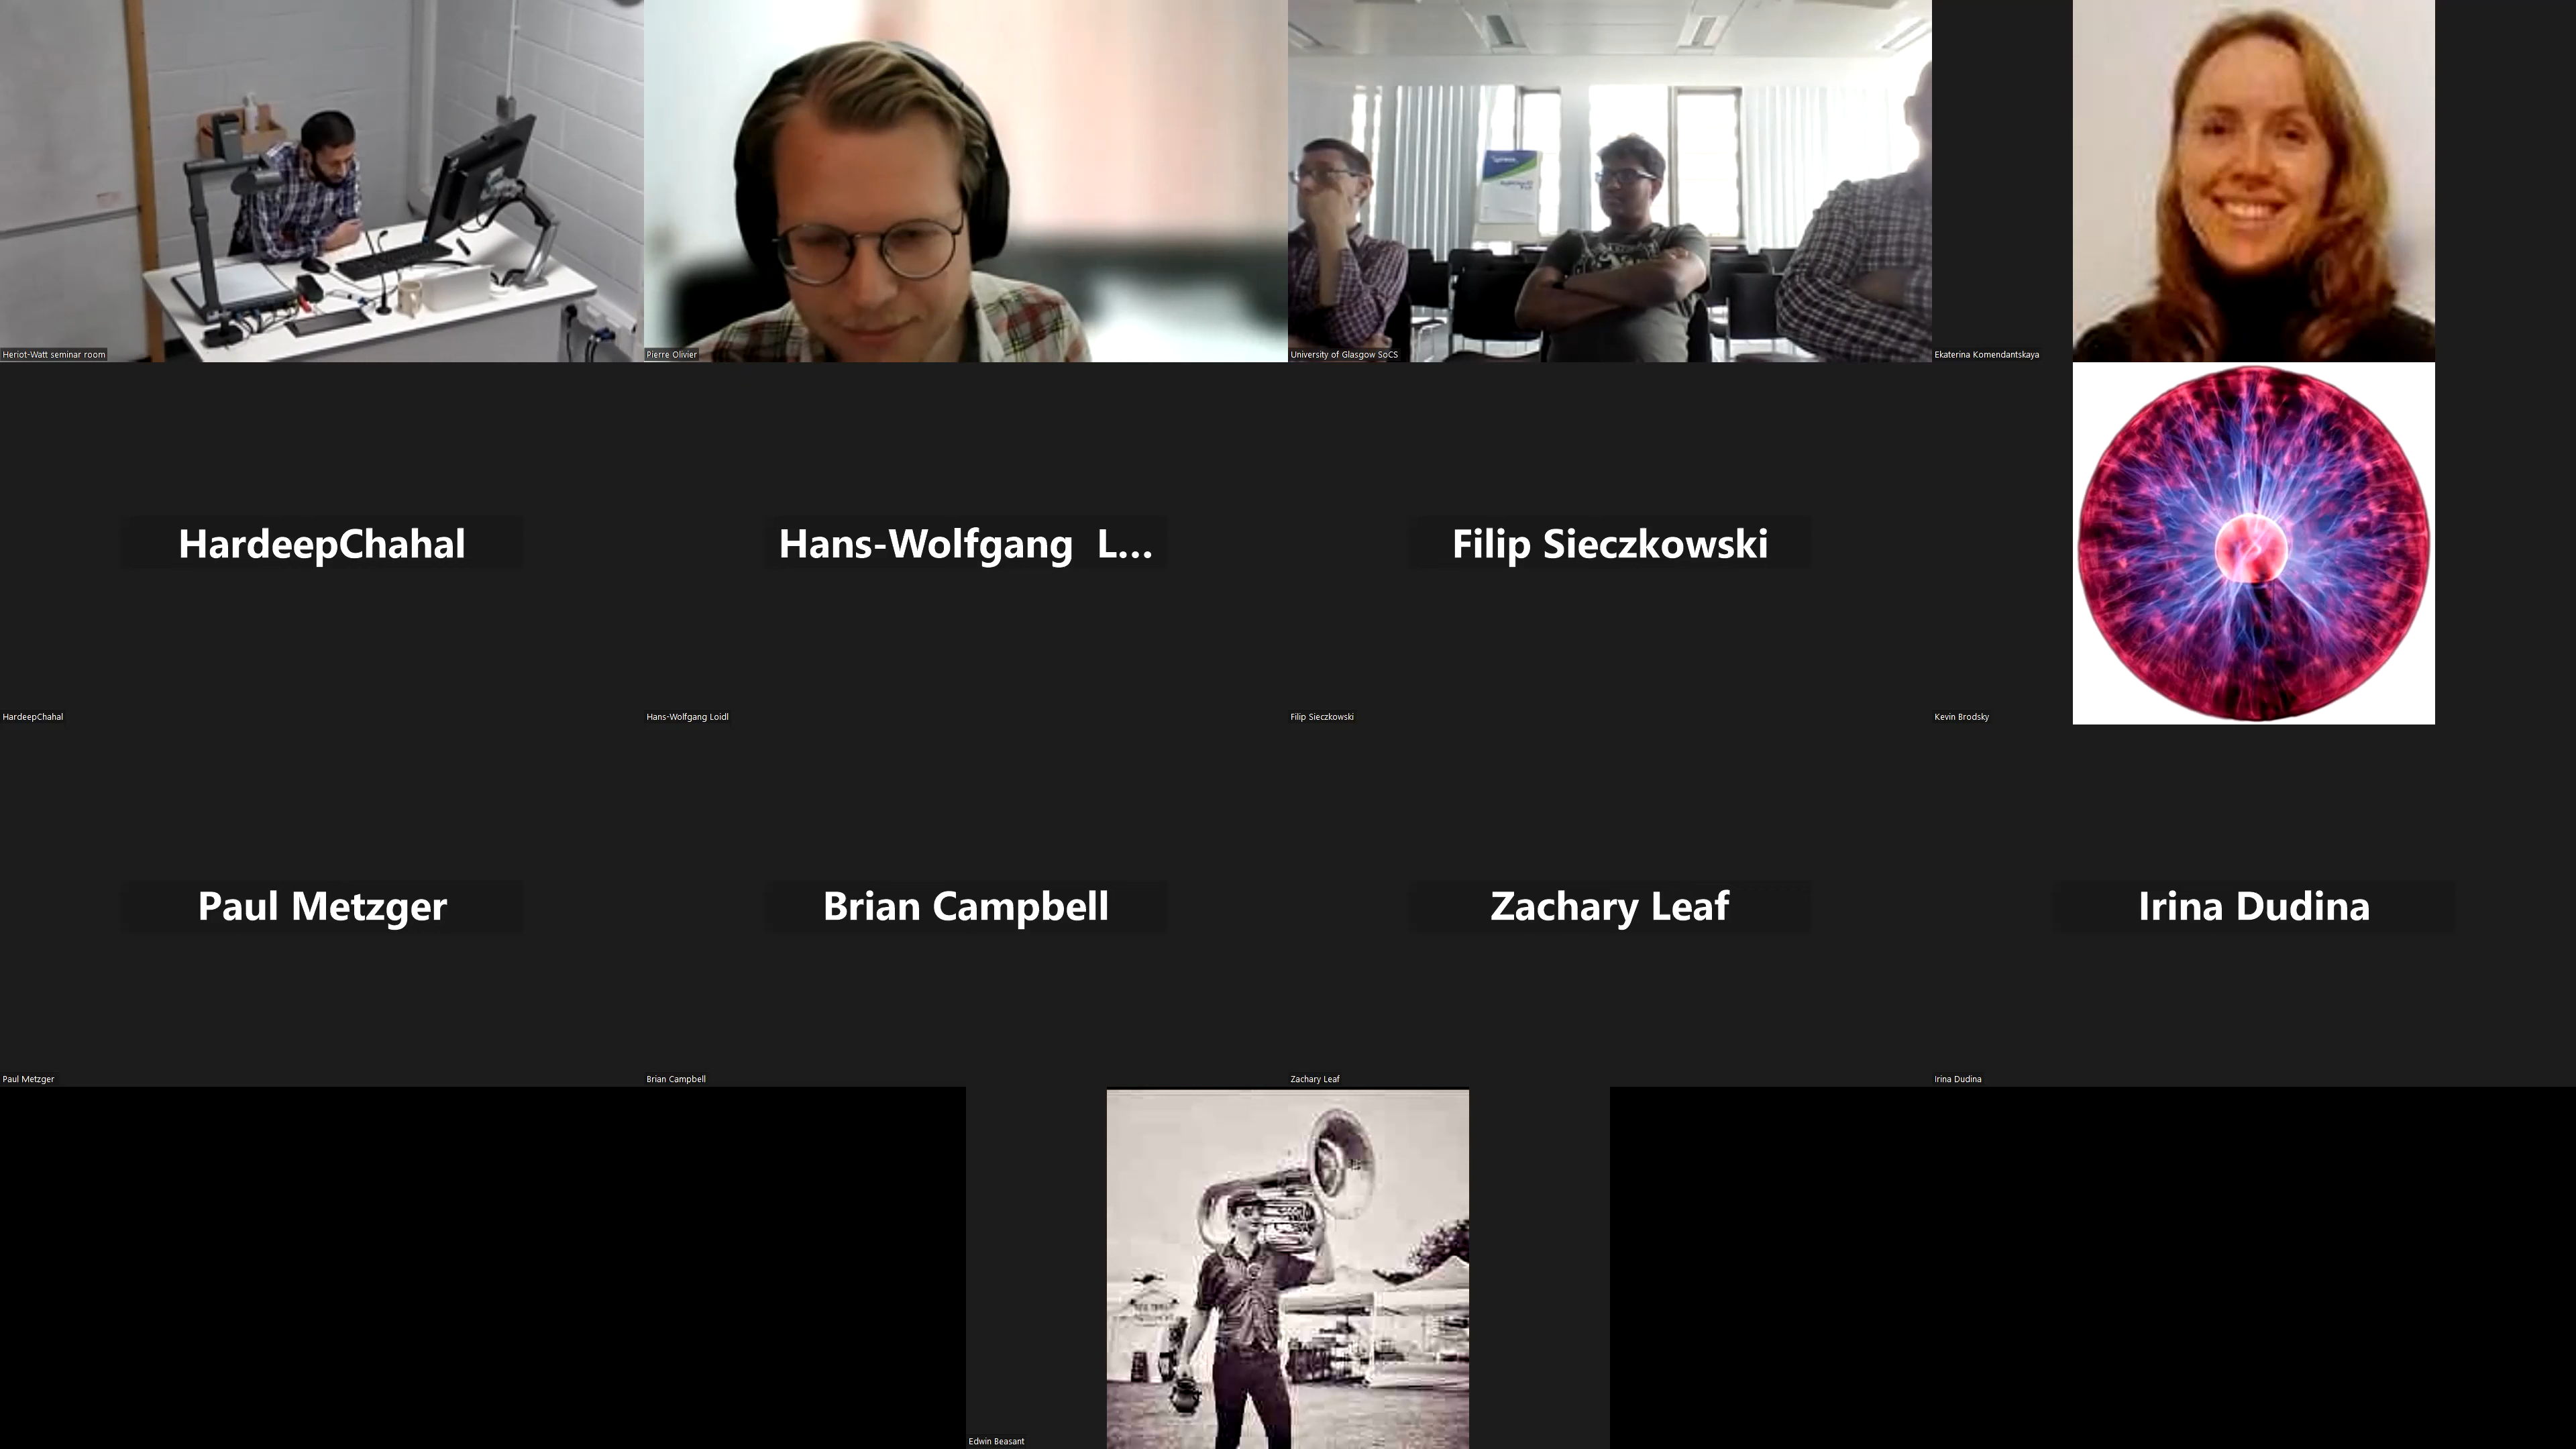 Heriot-Watt seminar room
Pierre Olivier
University of Glasgow SoCS
Ekaterina Komendantskaya
HardeepChahal
Hans-Wolfgang L...
Filip Sieczkowski
HardeepChahal
Hans-Wolfgang Loidl
Filip Sieczkowski
Kevin Brodsky
Paul Metzger
Brian Campbell
Zachary Leaf
Irina Dudina
Paul Metzger
Brian Campbell
Zachary Leaf
Irina Dudina
Edwin Beasant